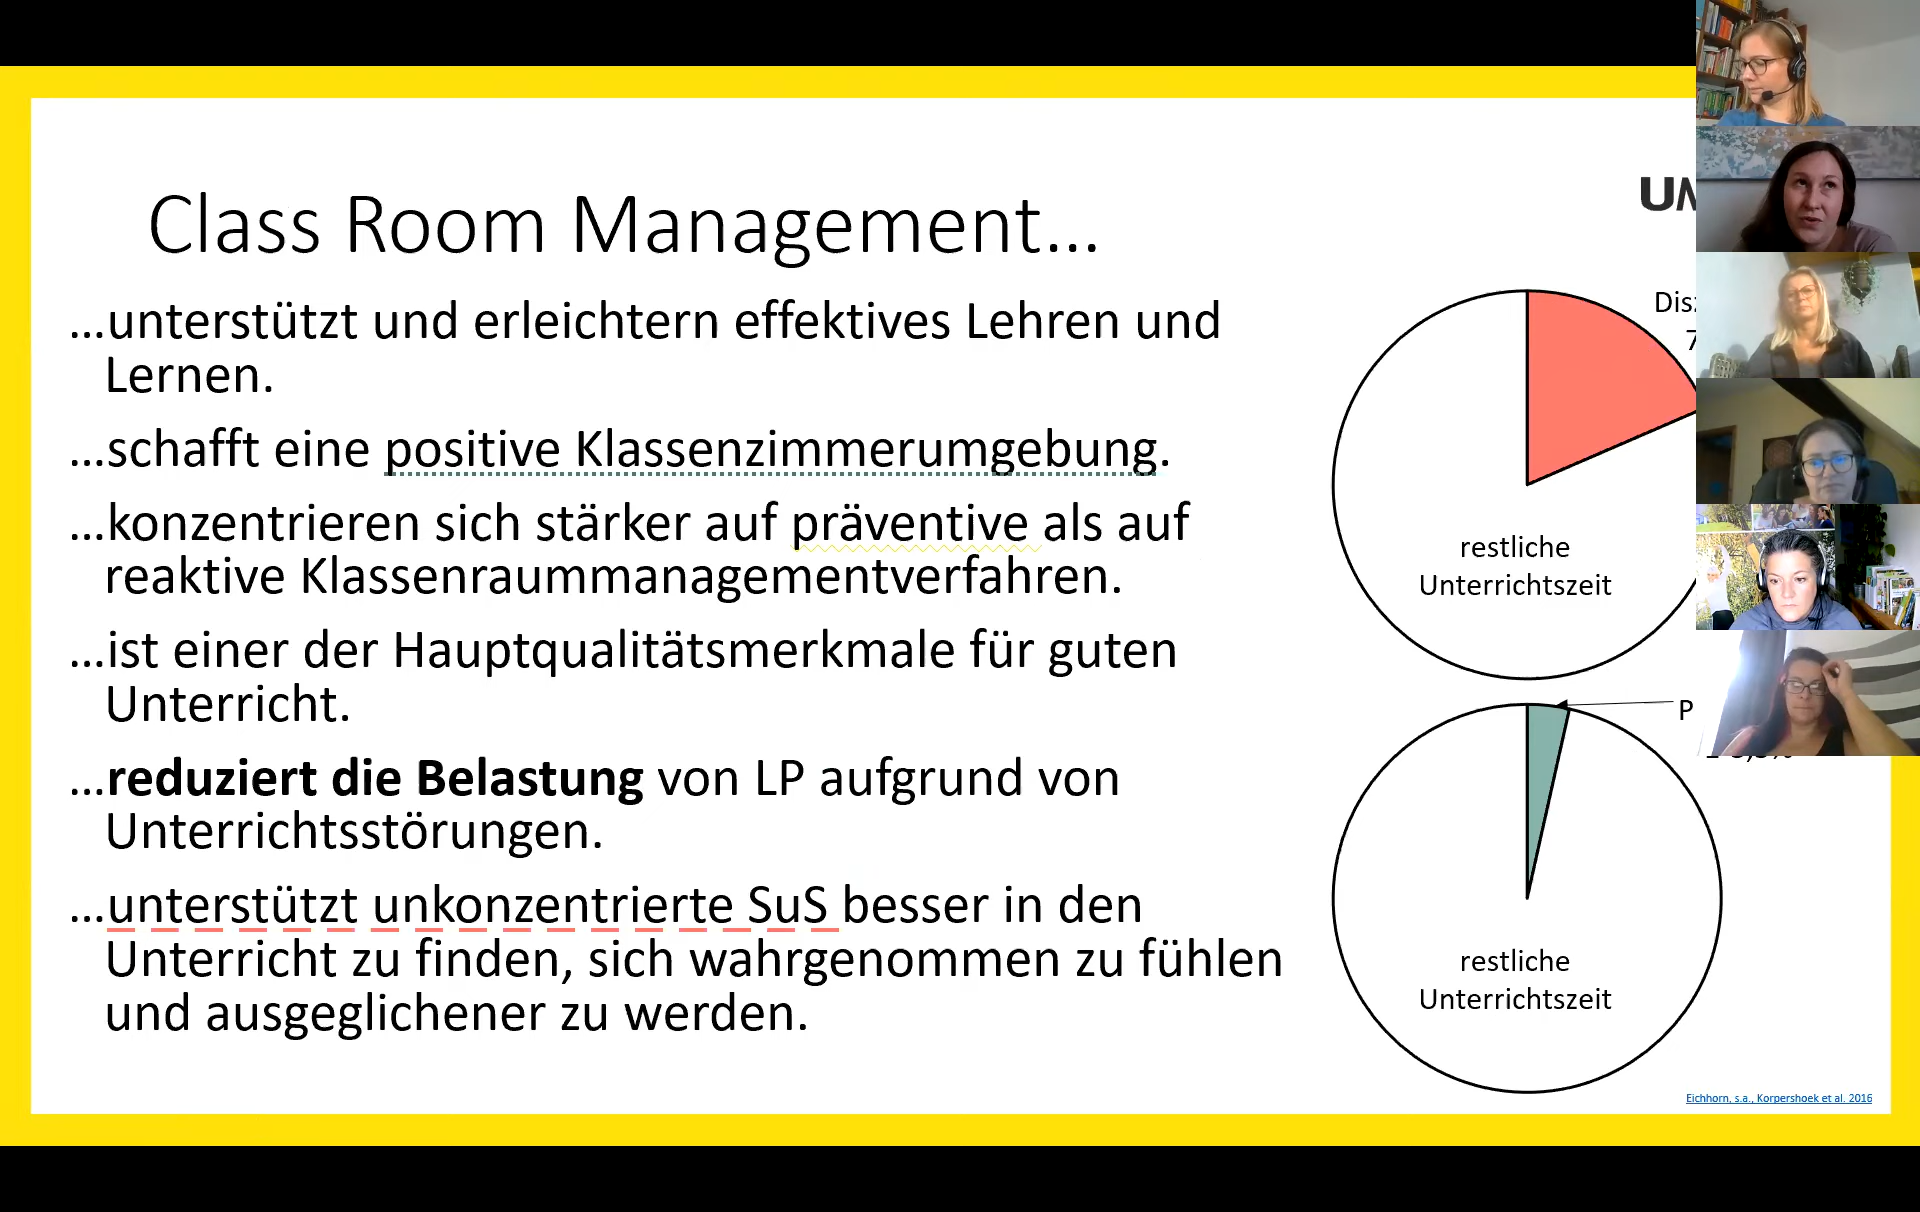 Class Room Management...
...unterstützt und erleichtern effektives Lehren und
Lernen.
...schafft eine positive Klassenzimmerumgebung.
...konzentrieren sich stärker auf präventive als auf
reaktive Klassenraummanagementverfahren.
...ist einer der Hauptqualitätsmerkmale für guten
Unterricht.
...reduziert die Belastung von LP aufgrund von
Unterrichtsstörungen.
...unterstützt unkonzentrierte SuS besser in den
Unterricht zu finden, sich wahrgenommen zu fühlen
und ausgeglichener zu werden.
restliche
Unterrichtszeit
P
restliche
Unterrichtszeit
Eichhorn, s.a., Korpershoek et al. 2016